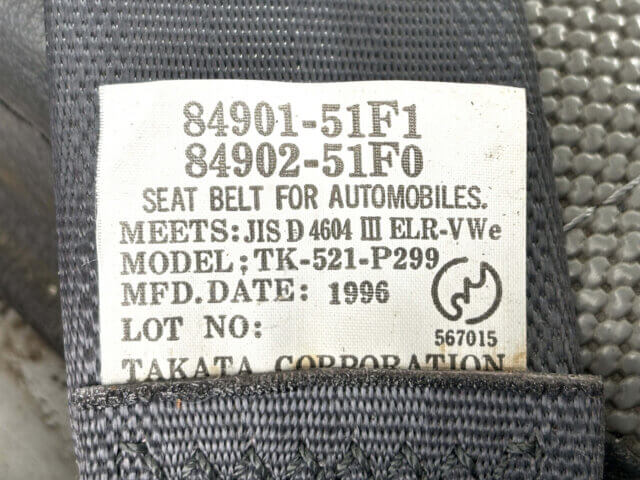 84901-51F1
84902-51F0
SEAT BELT FOR AUTOMOBILES.
MEETS: JIS D 4604 III ELR-VWe
MODEL; TK-521-P299
MFD. DATE: 1996
LOT NO:
567015
TAKATA CORPORATION